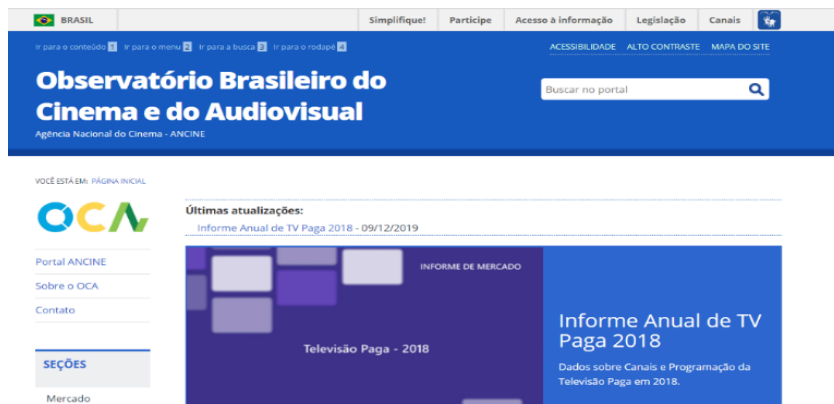 BRASIL Simplifique! Participe Acesso à informação Legislação Canais
Ir para o conteúdo 1 Ir para o menu 2 Ir para a busca 3 Ir para o rodapé 4 ACESSIBILIDADE ALTO CONTRASTE MAPA DO SITE
Observatório Brasileiro do
Cinema e do Audiovisual
Buscar no portal
Agência Nacional do Cinema - ANCINE
VOCÊ ESTÁ EM: PÁGINA INICIAL
OCA
Últimas atualizações:
Informe Anual de TV Paga 2018 - 09/12/2019
Portal ANCINE
Sobre o OCA
Contato
SEÇÕES
Mercado
INFORME DE MERCADO
Televisão Paga - 2018
Informe Anual de TV
Paga 2018
Dados sobre Canais e Programação da
Televisão Paga em 2018.